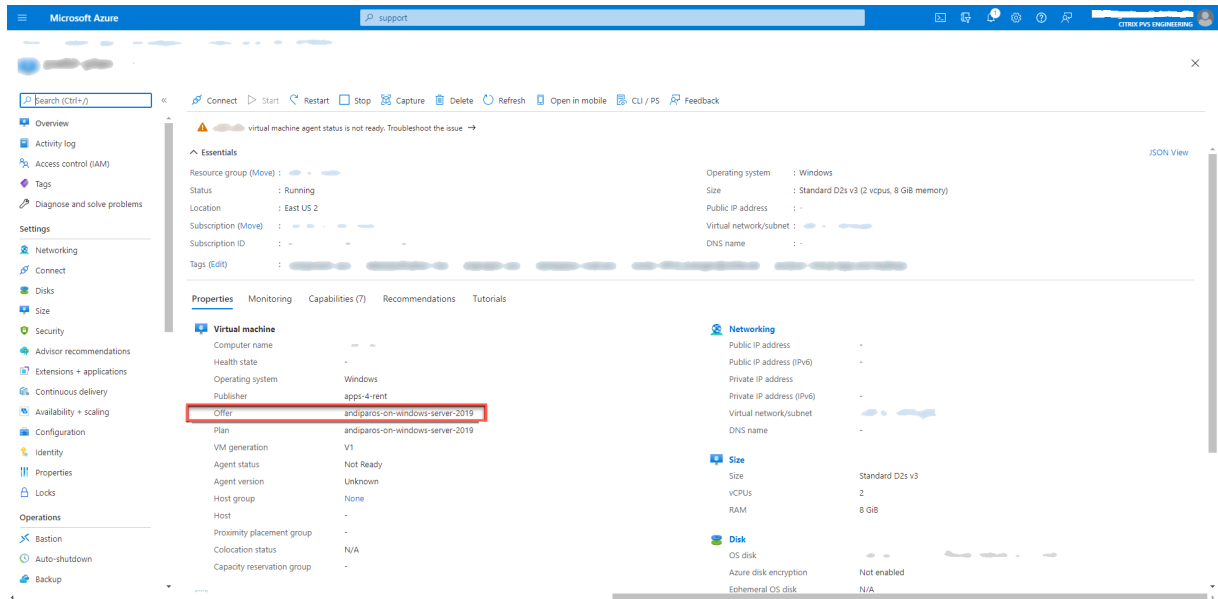 Microsoft Azure
support
1
CITRIX PVS ENGINEERING
Search (Ctrl+/)
«
Connect Start Restart Stop Capture Delete Refresh Open in mobile CLI / PS Feedback
virtual machine agent status is not ready. Troubleshoot the issue →
Overview
Activity log
Access control (IAM)
Tags
Diagnose and solve problems
Settings
Networking
Connect
Disks
Size
Security
Advisor recommendations
Extensions + applications
Continuous delivery
Availability + scaling
Configuration
Identity
Properties
Locks
Operations
Bastion
Auto-shutdown
Backup
Essentials
JSON View
Resource group (Move) :
Status : Running
Location : East US 2
Subscription (Move) :
Subscription ID :
Tags (Edit) :
Operating system : Windows
Size : Standard D2s v3 (2 vcpus, 8 GiB memory)
Public IP address : -
Virtual network/subnet :
DNS name : -
Properties Monitoring Capabilities (7) Recommendations Tutorials
Virtual machine
Computer name
Health state -
Operating system Windows
Publisher apps-4-rent
Offer andiparos-on-windows-server-2019
Plan andiparos-on-windows-server-2019
VM generation V1
Agent status Not Ready
Agent version Unknown
Host group None
Host -
Proximity placement group -
Colocation status N/A
Capacity reservation group -
Networking
Public IP address -
Public IP address (IPv6) -
Private IP address
Private IP address (IPv6) -
Virtual network/subnet
DNS name -
Size
Size Standard D2s v3
vCPUs 2
RAM 8 GiB
Disk
OS disk
Azure disk encryption Not enabled
Ephemeral OS disk N/A